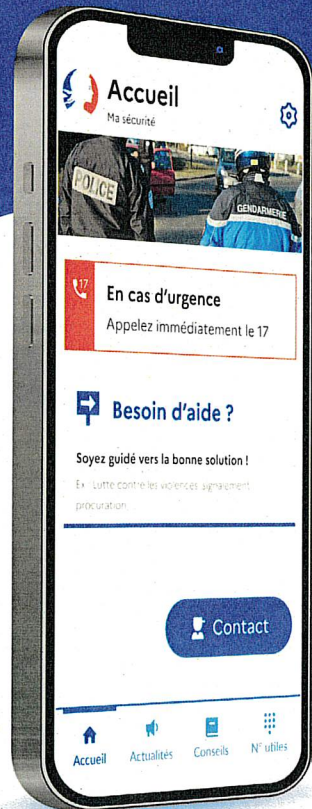 Accueil
Ma sécurité
POLICE
GENDARMERIE
17
En cas d'urgence
Appelez immédiatement le 17
Besoin d'aide ?
Soyez guidé vers la bonne solution !
Ex : Lutte contre les violences, signalement,
procuration...
Contact
Accueil
Actualités
Conseils
N° utiles